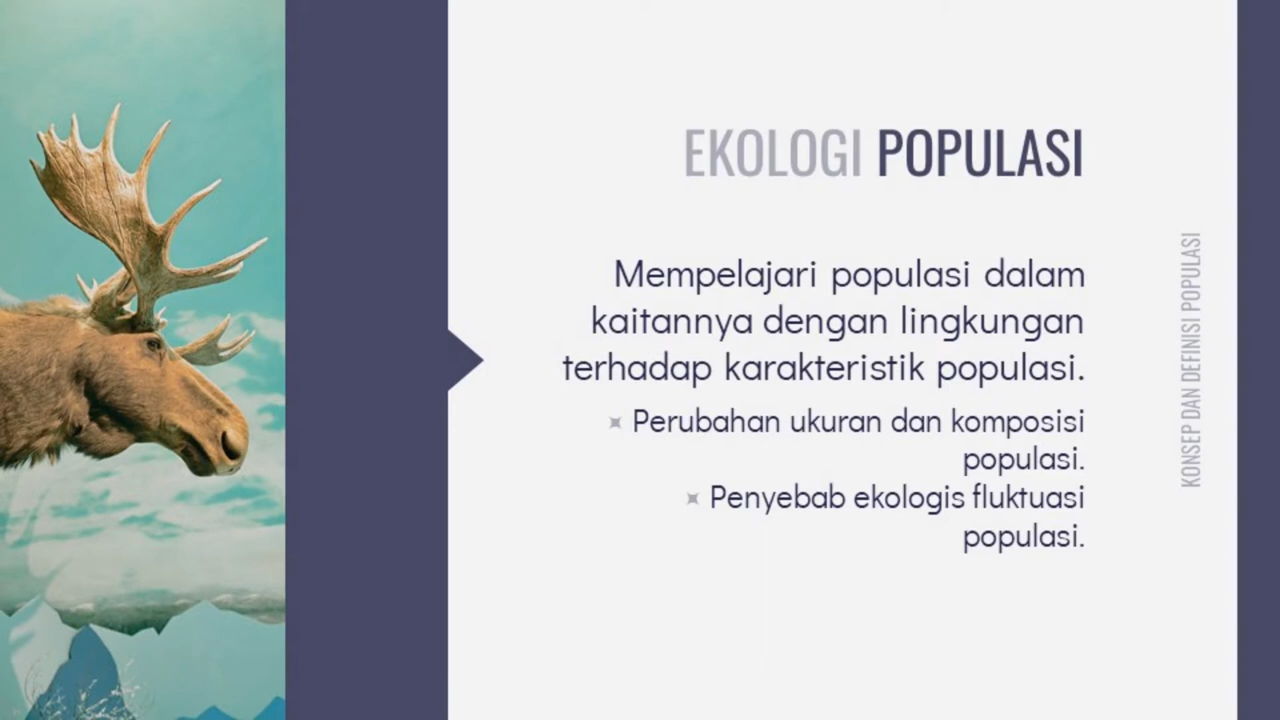 EKOLOGI POPULASI
Mempelajari populasi dalam
kaitannya dengan lingkungan
terhadap karakteristik populasi.
Perubahan ukuran dan komposisi
populasi.
Penyebab ekologis fluktuasi
populasi.
KONSEP DAN DEFINISI POPULASI